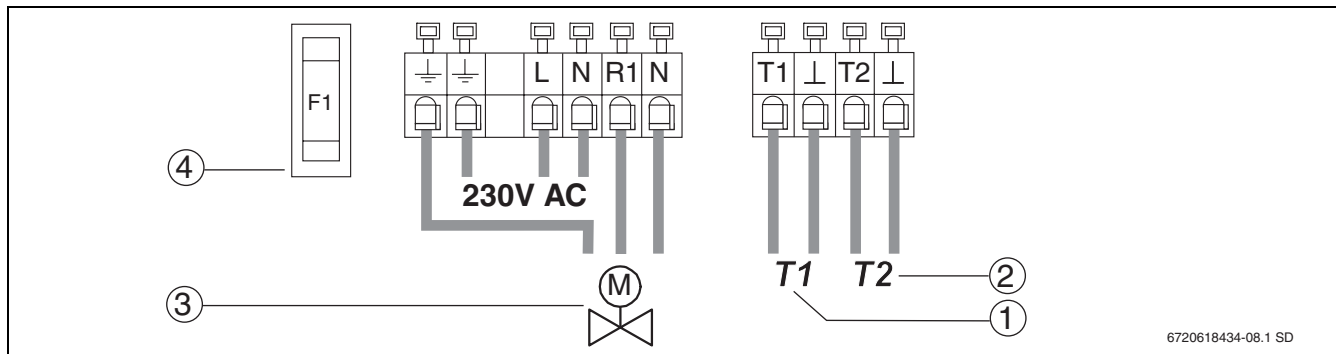 F1
L N R1 N
T1 ⊥ T2 ⊥
4
230V AC
T1 T2
2
M
3
1
6720618434-08.1 SD